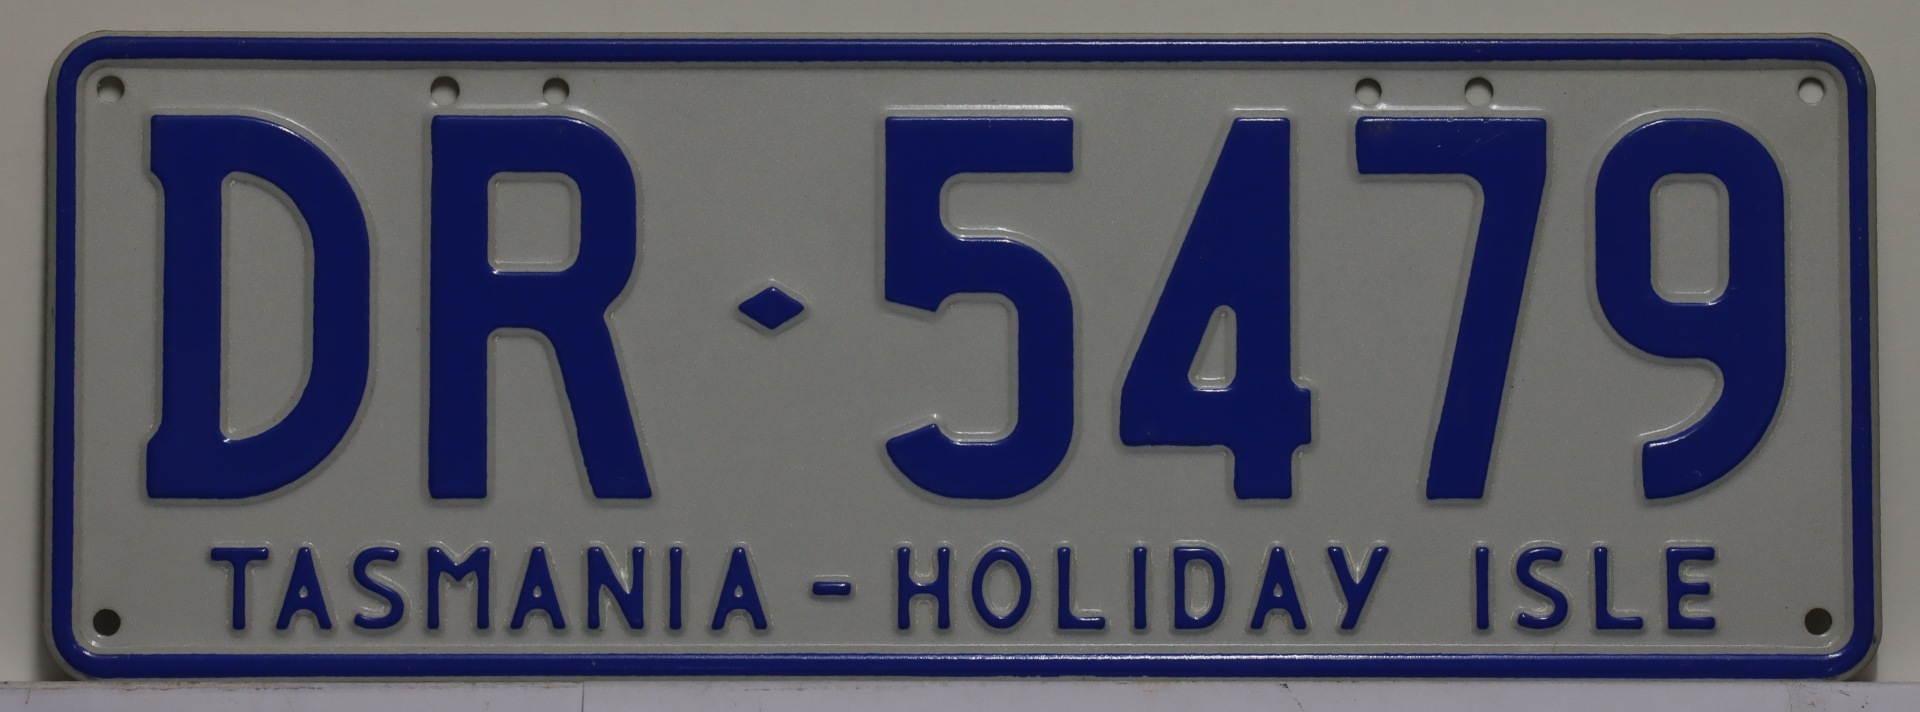 DR♦5479
TASMANIA - HOLIDAY ISLE